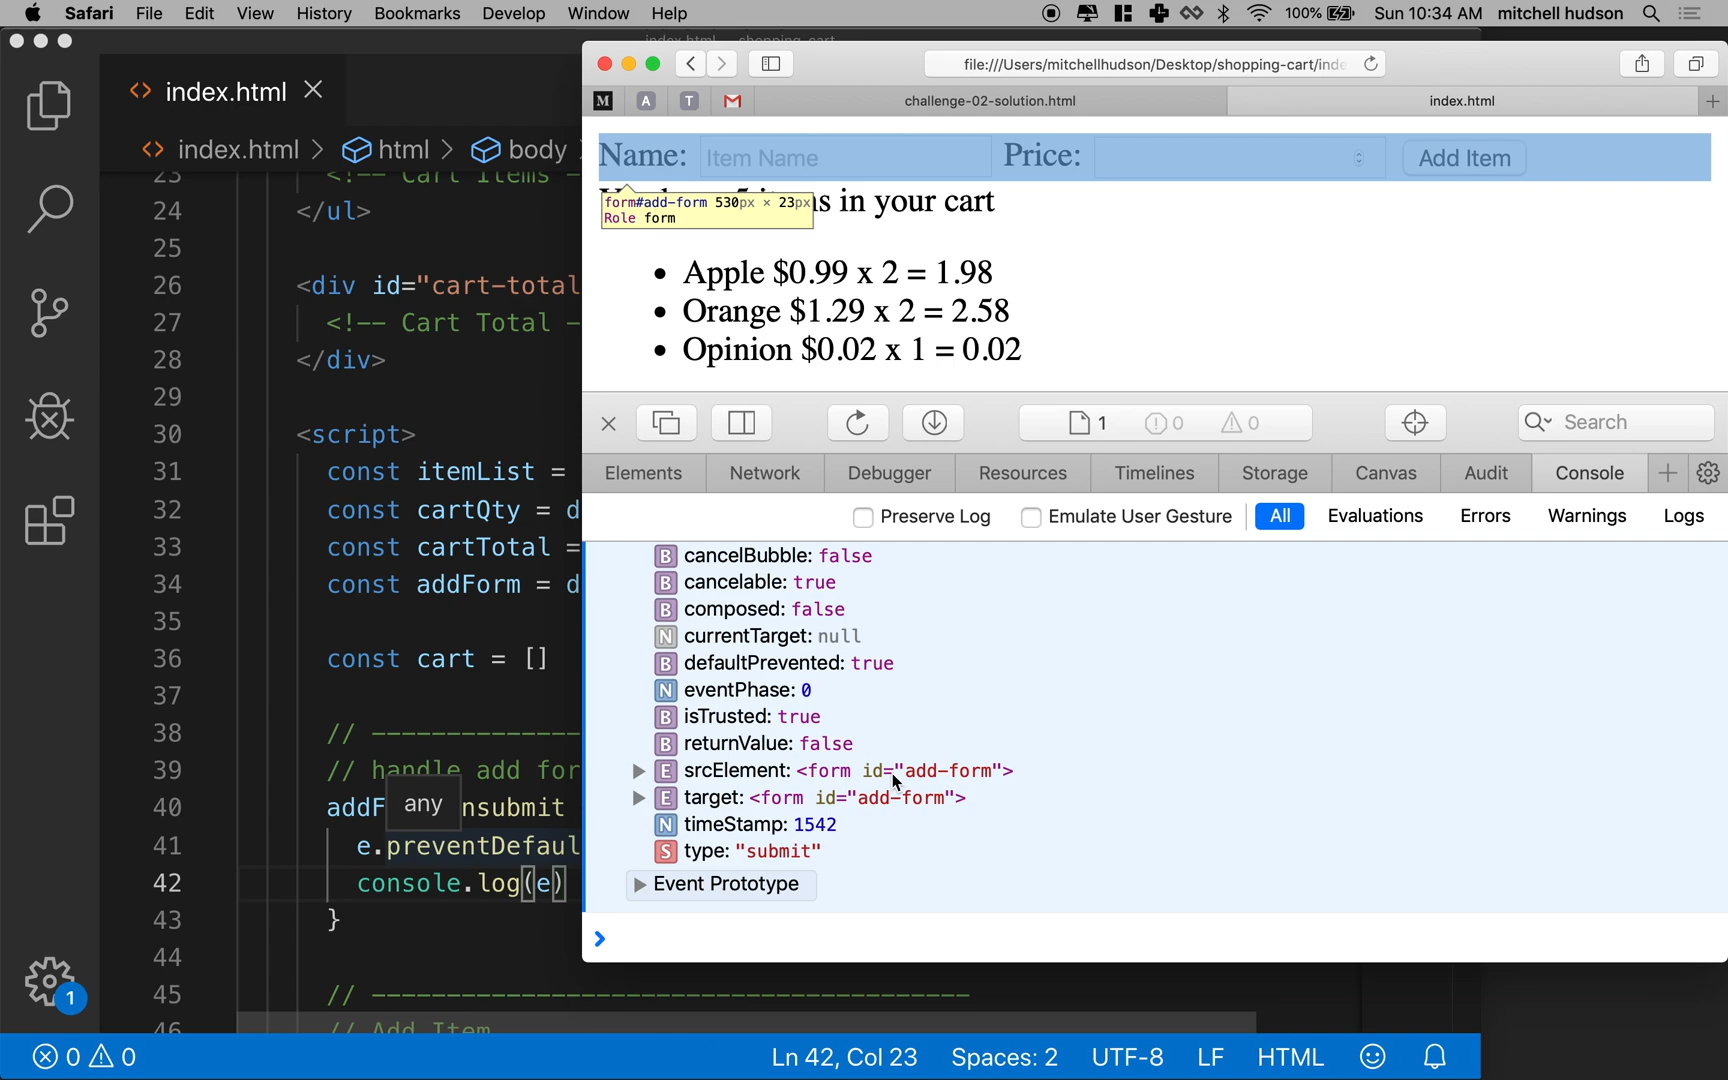 Safari File Edit View History Bookmarks Develop Window Help 100% Sun 10:34 AM mitchell hudson
index.html — shopping-cart
index.html
index.html > html > body
file:///Users/mitchellhudson/Desktop/shopping-cart/inde
M A T challenge-02-solution.html index.html
Name: Item Name Price: Add Item
s in your cart
form#add-form 530px × 23px
Role form
• Apple $0.99 x 2 = 1.98
• Orange $1.29 x 2 = 2.58
• Opinion $0.02 x 1 = 0.02
1 0 0 Search
Elements Network Debugger Resources Timelines Storage Canvas Audit Console
Preserve Log Emulate User Gesture All Evaluations Errors Warnings Logs
B cancelBubble: false
B cancelable: true
B composed: false
N currentTarget: null
B defaultPrevented: true
N eventPhase: 0
B isTrusted: true
B returnValue: false
E srcElement: <form id="add-form">
E target: <form id="add-form">
N timeStamp: 1542
S type: "submit"
Event Prototype
23 <!-- Cart Items -
24 </ul>
25
26 <div id="cart-total
27 <!-- Cart Total -
28 </div>
29
30 <script>
31 const itemList =
32 const cartQty = d
33 const cartTotal =
34 const addForm = d
35
36 const cart = []
37
38 // --------------
39 // handle add for
40 addF nsubmit
any
41 e.preventDefaul
42 console.log(e)
43 }
44
45 // ----------------------------------------
46 // Add Item
1
0 0 Ln 42, Col 23 Spaces: 2 UTF-8 LF HTML